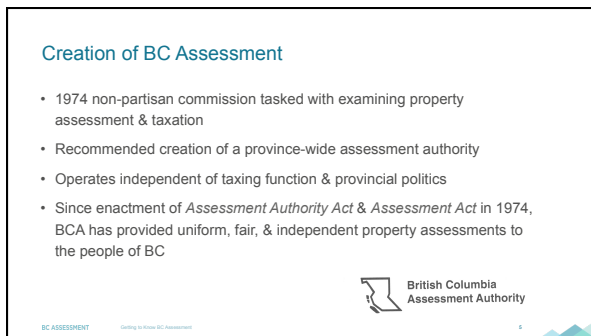 Creation of BC Assessment
• 1974 non-partisan commission tasked with examining property
assessment & taxation
• Recommended creation of a province-wide assessment authority
• Operates independent of taxing function & provincial politics
• Since enactment of Assessment Authority Act & Assessment Act in 1974,
BCA has provided uniform, fair, & independent property assessments to
the people of BC
British Columbia
Assessment Authority
BC ASSESSMENT Getting to Know BC Assessment 5